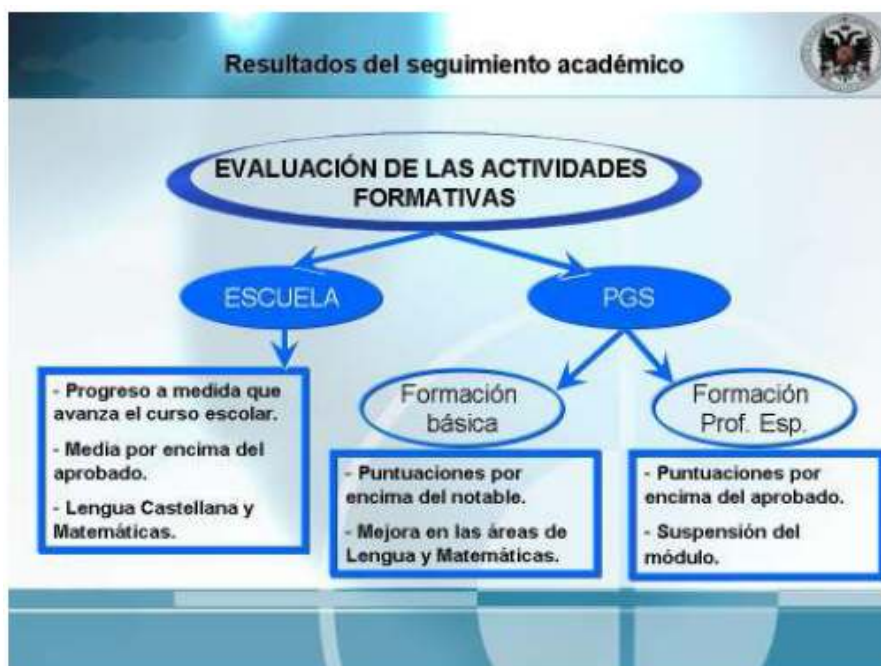 Resultados del seguimiento académico
EVALUACIÓN DE LAS ACTIVIDADES
FORMATIVAS
ESCUELA
PGS
- Progreso a medida que
avanza el curso escolar.
- Media por encima del
aprobado.
- Lengua Castellana y
Matemáticas.
Formación
básica
- Puntuaciones por
encima del notable.
- Mejora en las áreas de
Lengua y Matemáticas.
Formación
Prof. Esp.
- Puntuaciones por
encima del aprobado.
- Suspensión del
módulo.